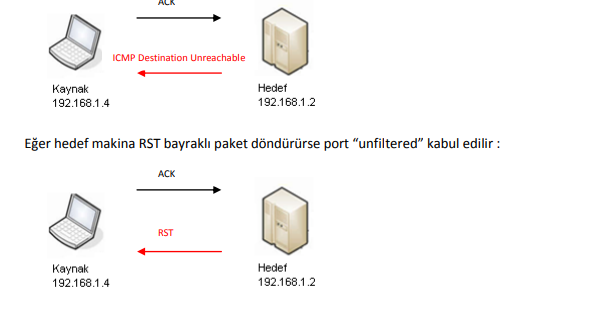 ACK
ICMP Destination Unreachable
Kaynak
192.168.1.4
Hedef
192.168.1.2
Eğer hedef makina RST bayraklı paket döndürürse port “unfiltered” kabul edilir :
ACK
RST
Kaynak
192.168.1.4
Hedef
192.168.1.2